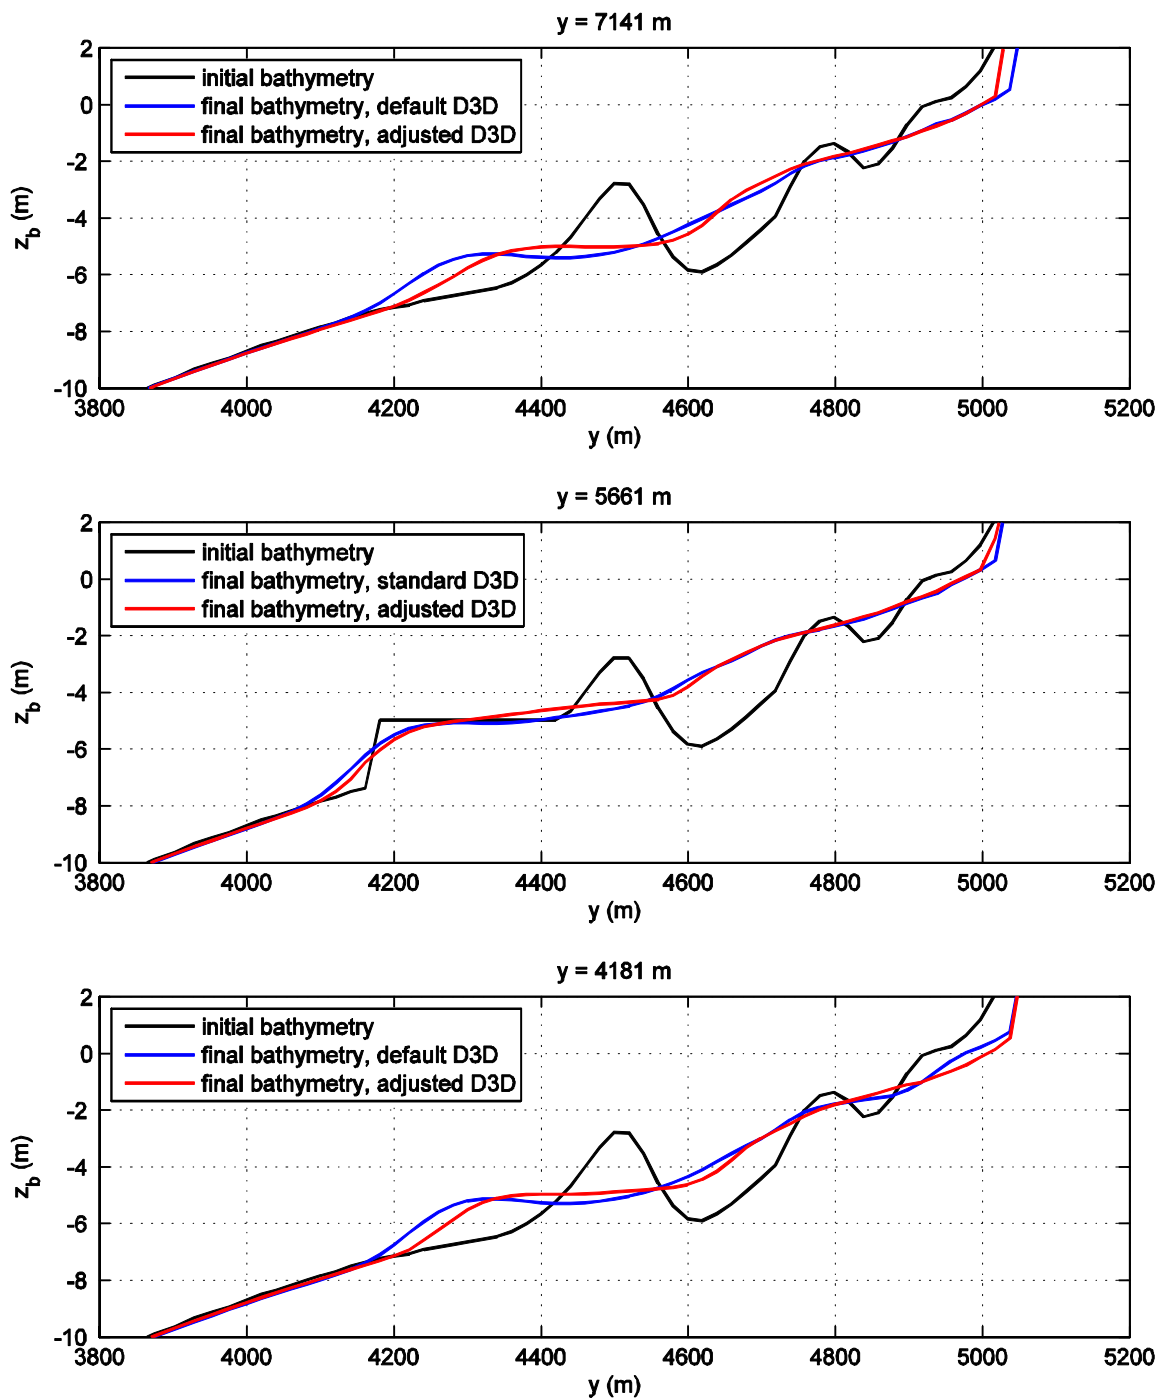 y = 7141 m
2
0
-2
-4
-6
-8
-10
z_b (m)
initial bathymetry
final bathymetry, default D3D
final bathymetry, adjusted D3D
3800 4000 4200 4400 4600 4800 5000 5200
y (m)
y = 5661 m
2
0
-2
-4
-6
-8
-10
z_b (m)
initial bathymetry
final bathymetry, standard D3D
final bathymetry, adjusted D3D
3800 4000 4200 4400 4600 4800 5000 5200
y (m)
y = 4181 m
2
0
-2
-4
-6
-8
-10
z_b (m)
initial bathymetry
final bathymetry, default D3D
final bathymetry, adjusted D3D
3800 4000 4200 4400 4600 4800 5000 5200
y (m)